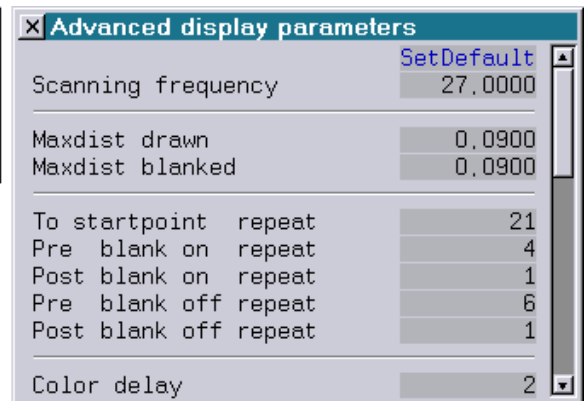 Advanced display parameters
SetDefault
Scanning frequency 27,0000
Maxdist drawn 0,0900
Maxdist blanked 0,0900
To startpoint repeat 21
Pre blank on repeat 4
Post blank on repeat 1
Pre blank off repeat 6
Post blank off repeat 1
Color delay 2